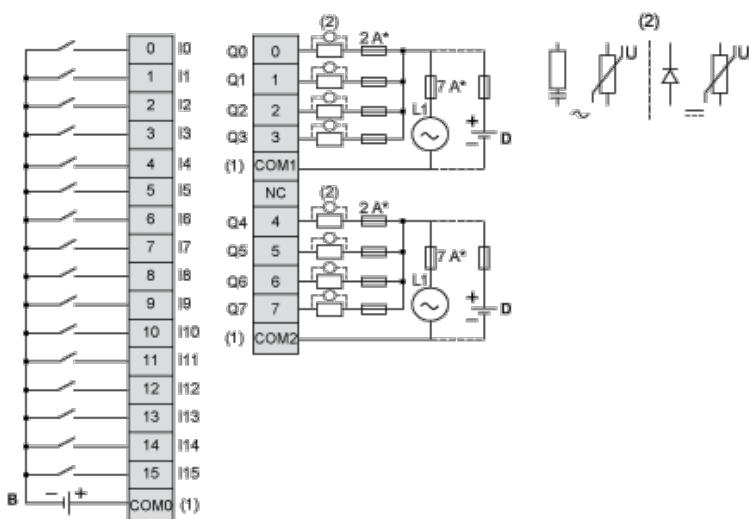 0 I0
1 I1
2 I2
3 I3
4 I4
5 I5
6 I6
7 I7
8 I8
9 I9
10 I10
11 I11
12 I12
13 I13
14 I14
15 I15
B − + COM0 (1)
(2)
Q0 0 2 A*
Q1 1 7 A*
Q2 2 L1
Q3 3 ~ + − D
(1) COM1
NC
(2)
Q4 4 2 A*
Q5 5 7 A*
Q6 6 L1
Q7 7 ~ + − D
(1) COM2
(2)
IU IU
~